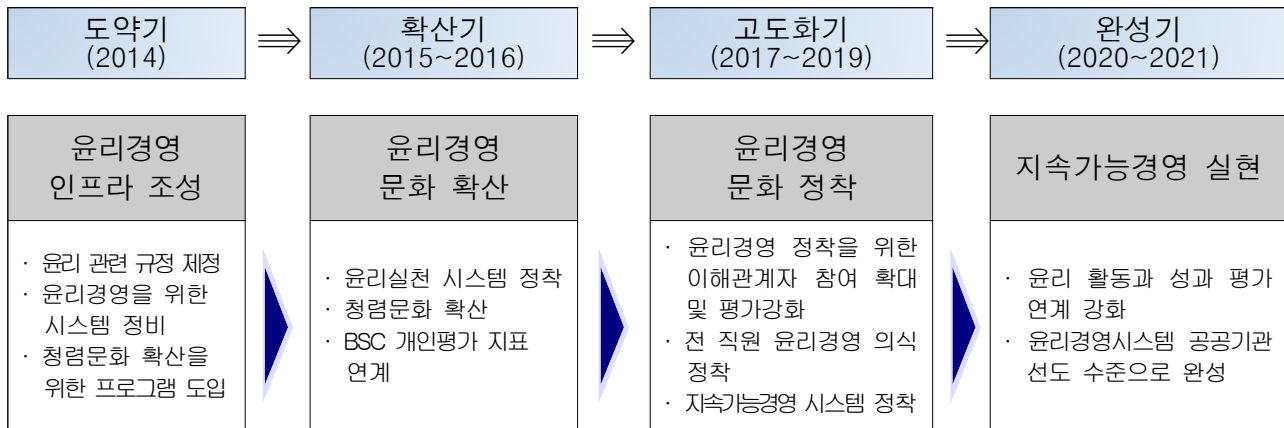 도약기
(2014)
⇒
확산기
(2015~2016)
⇒
고도화기
(2017~2019)
⇒
완성기
(2020~2021)
윤리경영
인프라 조성
· 윤리 관련 규정 제정
· 윤리경영을 위한
시스템 정비
· 청렴문화 확산을
위한 프로그램 도입
윤리경영
문화 확산
· 윤리실천 시스템 정착
· 청렴문화 확산
· BSC 개인평가 지표
연계
윤리경영
문화 정착
· 윤리경영 정착을 위한
이해관계자 참여 확대
및 평가강화
· 전 직원 윤리경영 의식
정착
· 지속가능경영 시스템 정착
지속가능경영 실현
· 윤리 활동과 성과 평가
연계 강화
· 윤리경영시스템 공공기관
선도 수준으로 완성